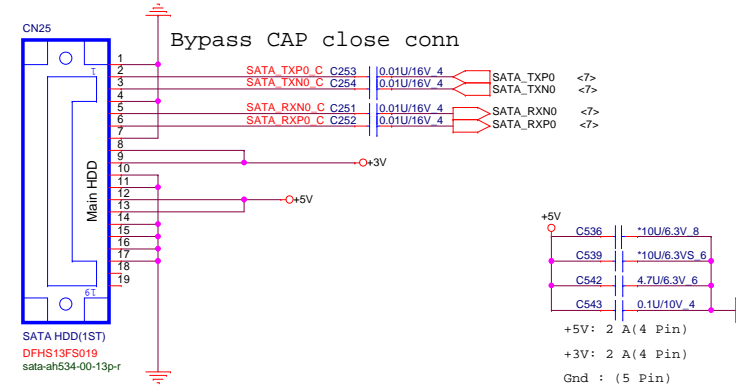 CN25
Bypass CAP close conn
1
1
2
3
4
5
6
7
8
9
10
11
12
13
14
15
16
17
18
19
19
Main HDD
SATA_TXP0_C C253 0.01U/16V_4 SATA_TXP0 <7>
SATA_TXN0_C C254 0.01U/16V_4 SATA_TXN0 <7>
SATA_RXN0_C C251 0.01U/16V_4 SATA_RXN0 <7>
SATA_RXP0_C C252 0.01U/16V_4 SATA_RXP0 <7>
+3V
+5V
SATA HDD(1ST)
DFHS13FS019
sata-ah534-00-13p-r
+5V
C536 *10U/6.3V_8
C539 *10U/6.3VS_6
C542 4.7U/6.3V_6
C543 0.1U/10V_4
+5V: 2 A(4 Pin)
+3V: 2 A(4 Pin)
Gnd : (5 Pin)